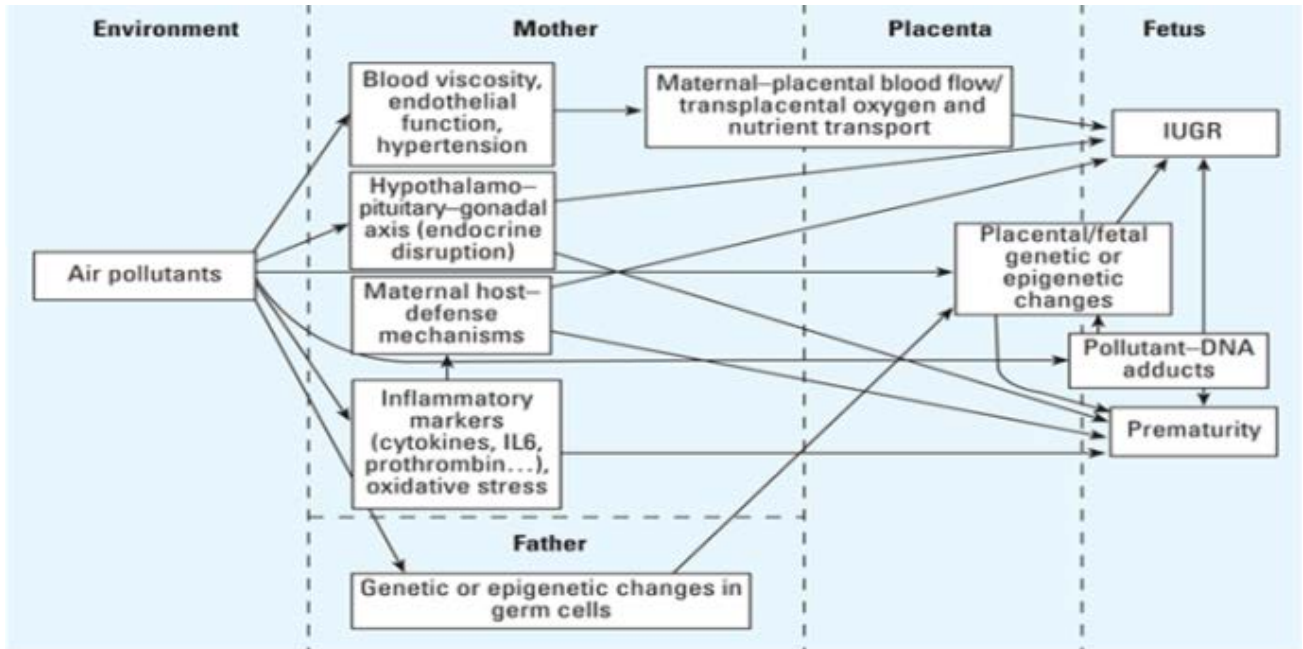 Environment
Mother
Placenta
Fetus
Blood viscosity,
endothelial
function,
hypertension
Maternal–placental blood flow/
transplacental oxygen and
nutrient transport
IUGR
Hypothalamo–
pituitary–gonadal
axis (endocrine
disruption)
Air pollutants
Placental/fetal
genetic or
epigenetic
changes
Maternal host–
defense
mechanisms
Pollutant–DNA
adducts
Inflammatory
markers
(cytokines, IL6,
prothrombin...),
oxidative stress
Prematurity
Father
Genetic or epigenetic changes in
germ cells